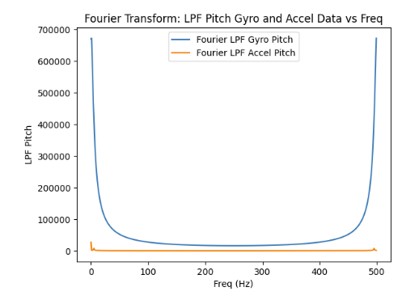 Fourier Transform: LPF Pitch Gyro and Accel Data vs Freq
Fourier LPF Gyro Pitch
Fourier LPF Accel Pitch
LPF Pitch
700000
600000
500000
400000
300000
200000
100000
0
0 100 200 300 400 500
Freq (Hz)